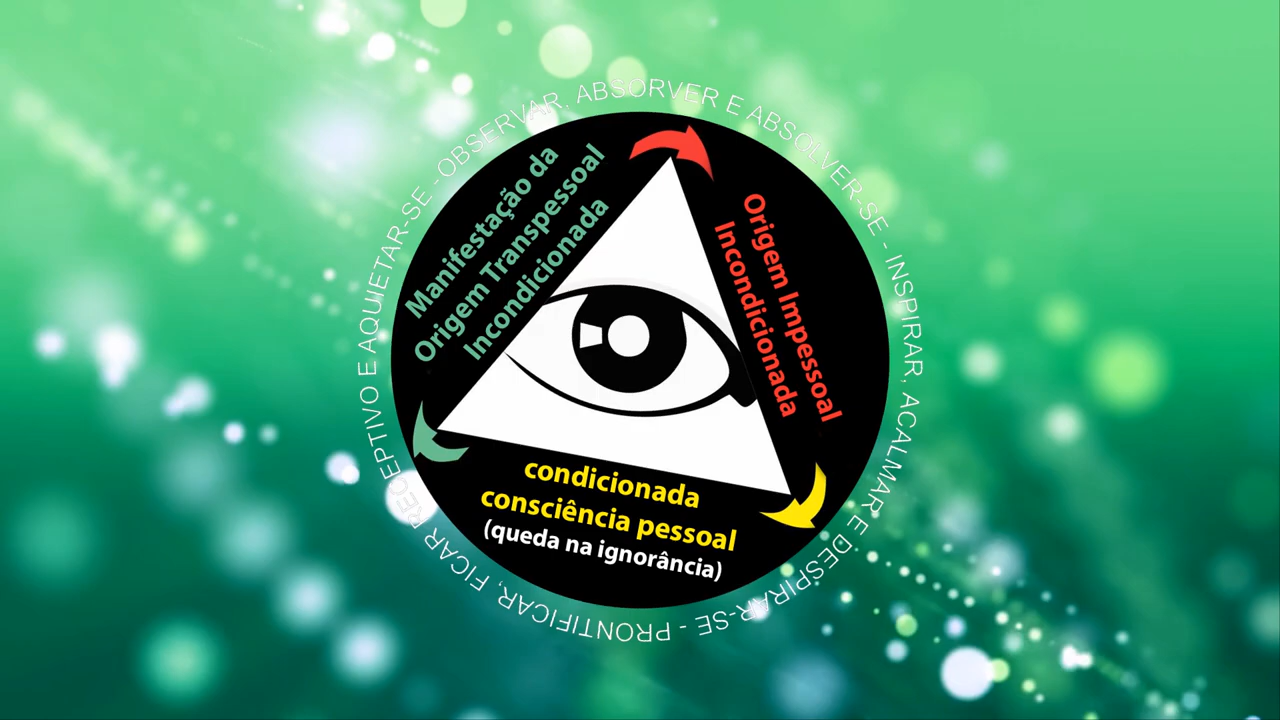 OBSERVAR, ABSORVER E ABSOLVER-SE - INSPIRAR, ACALMAR E DESPIRAR-SE - PRONTIFICAR, FICAR RECEPTIVO E AQUIETAR-SE -
Manifestação da
Origem Transpessoal
Incondicionada
Origem Impessoal
Incondicionada
condicionada
consciência pessoal
(queda na ignorância)